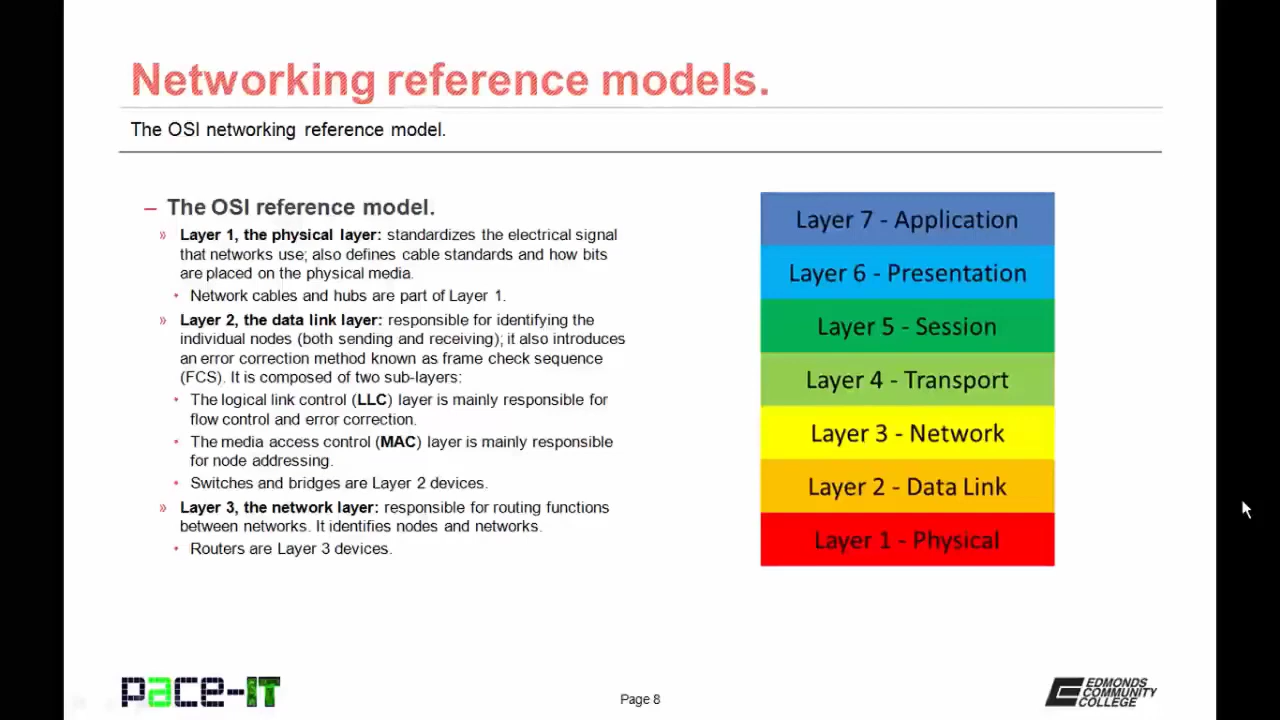 Networking reference models.
The OSI networking reference model.
– The OSI reference model.
» Layer 1, the physical layer: standardizes the electrical signal
that networks use; also defines cable standards and how bits
are placed on the physical media.
• Network cables and hubs are part of Layer 1.
» Layer 2, the data link layer: responsible for identifying the
individual nodes (both sending and receiving); it also introduces
an error correction method known as frame check sequence
(FCS). It is composed of two sub-layers:
• The logical link control (LLC) layer is mainly responsible for
flow control and error correction.
• The media access control (MAC) layer is mainly responsible
for node addressing.
• Switches and bridges are Layer 2 devices.
» Layer 3, the network layer: responsible for routing functions
between networks. It identifies nodes and networks.
• Routers are Layer 3 devices.
Layer 7 - Application
Layer 6 - Presentation
Layer 5 - Session
Layer 4 - Transport
Layer 3 - Network
Layer 2 - Data Link
Layer 1 - Physical
pace-IT
Page 8
EDMONDS
COMMUNITY
COLLEGE